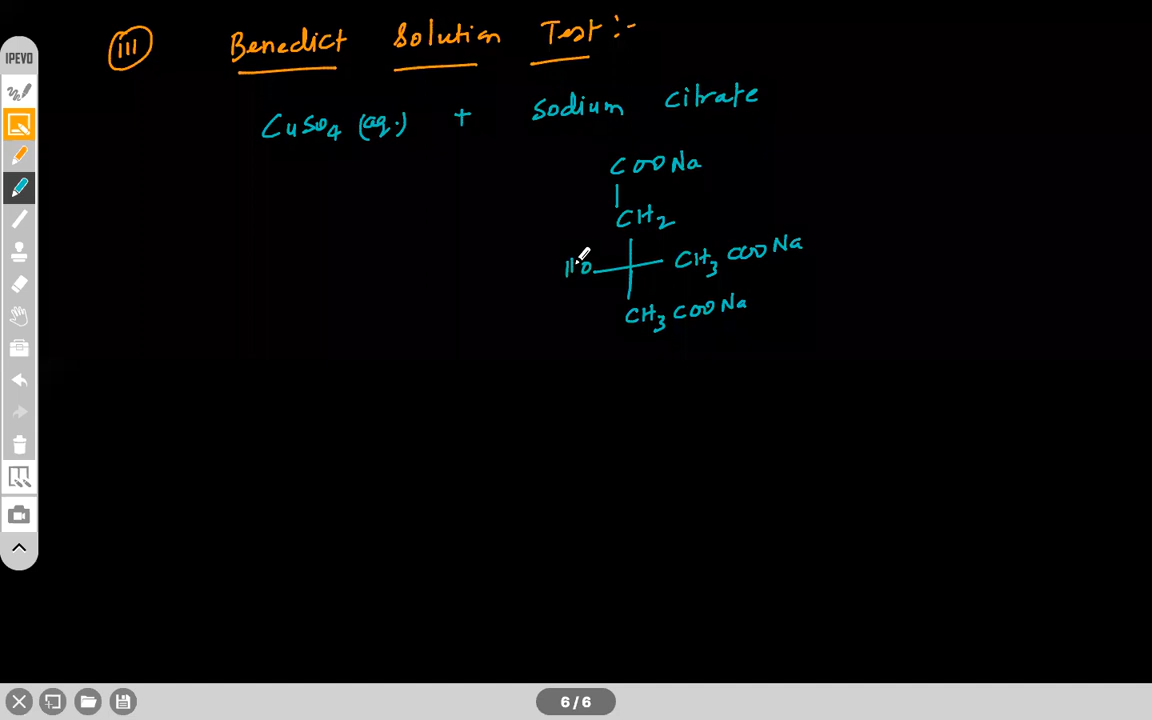 IPEVO
(iii) Benedict Solution Test:-
CuSO4 (aq.) + Sodium Citrate
COONa
CH2
HO CH3 COONa
CH3 COONa
6/6